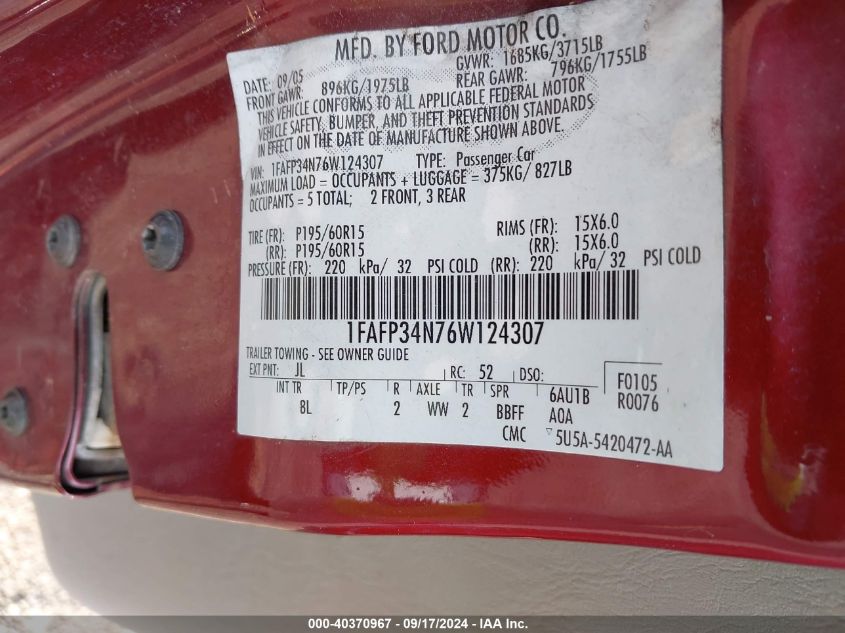 MFD. BY FORD MOTOR CO.
DATE: 09/05 GVWR: 1685KG/3715LB
FRONT GAWR: 896KG/1975LB REAR GAWR: 796KG/1755LB
THIS VEHICLE CONFORMS TO ALL APPLICABLE FEDERAL MOTOR
VEHICLE SAFETY, BUMPER, AND THEFT PREVENTION STANDARDS
IN EFFECT ON THE DATE OF MANUFACTURE SHOWN ABOVE.
VIN: 1FAFP34N76W124307 TYPE: Passenger Car
MAXIMUM LOAD = OCCUPANTS + LUGGAGE = 375KG/ 827LB
OCCUPANTS = 5 TOTAL; 2 FRONT, 3 REAR
TIRE (FR): P195/60R15 RIMS (FR): 15X6.0
(RR): P195/60R15 (RR): 15X6.0
PRESSURE (FR): 220 kPa/ 32 PSI COLD (RR): 220 kPa/ 32 PSI COLD
1FAFP34N76W124307
TRAILER TOWING - SEE OWNER GUIDE
EXT PNT: JL RC: 52 DSO: F0105
INT TR TP/PS R AXLE TR SPR 6AU1B R0076
8L 2 WW 2 BBFF AOA
CMC 5U5A-5420472-AA
000-40370967 - 09/17/2024 - IAA Inc.